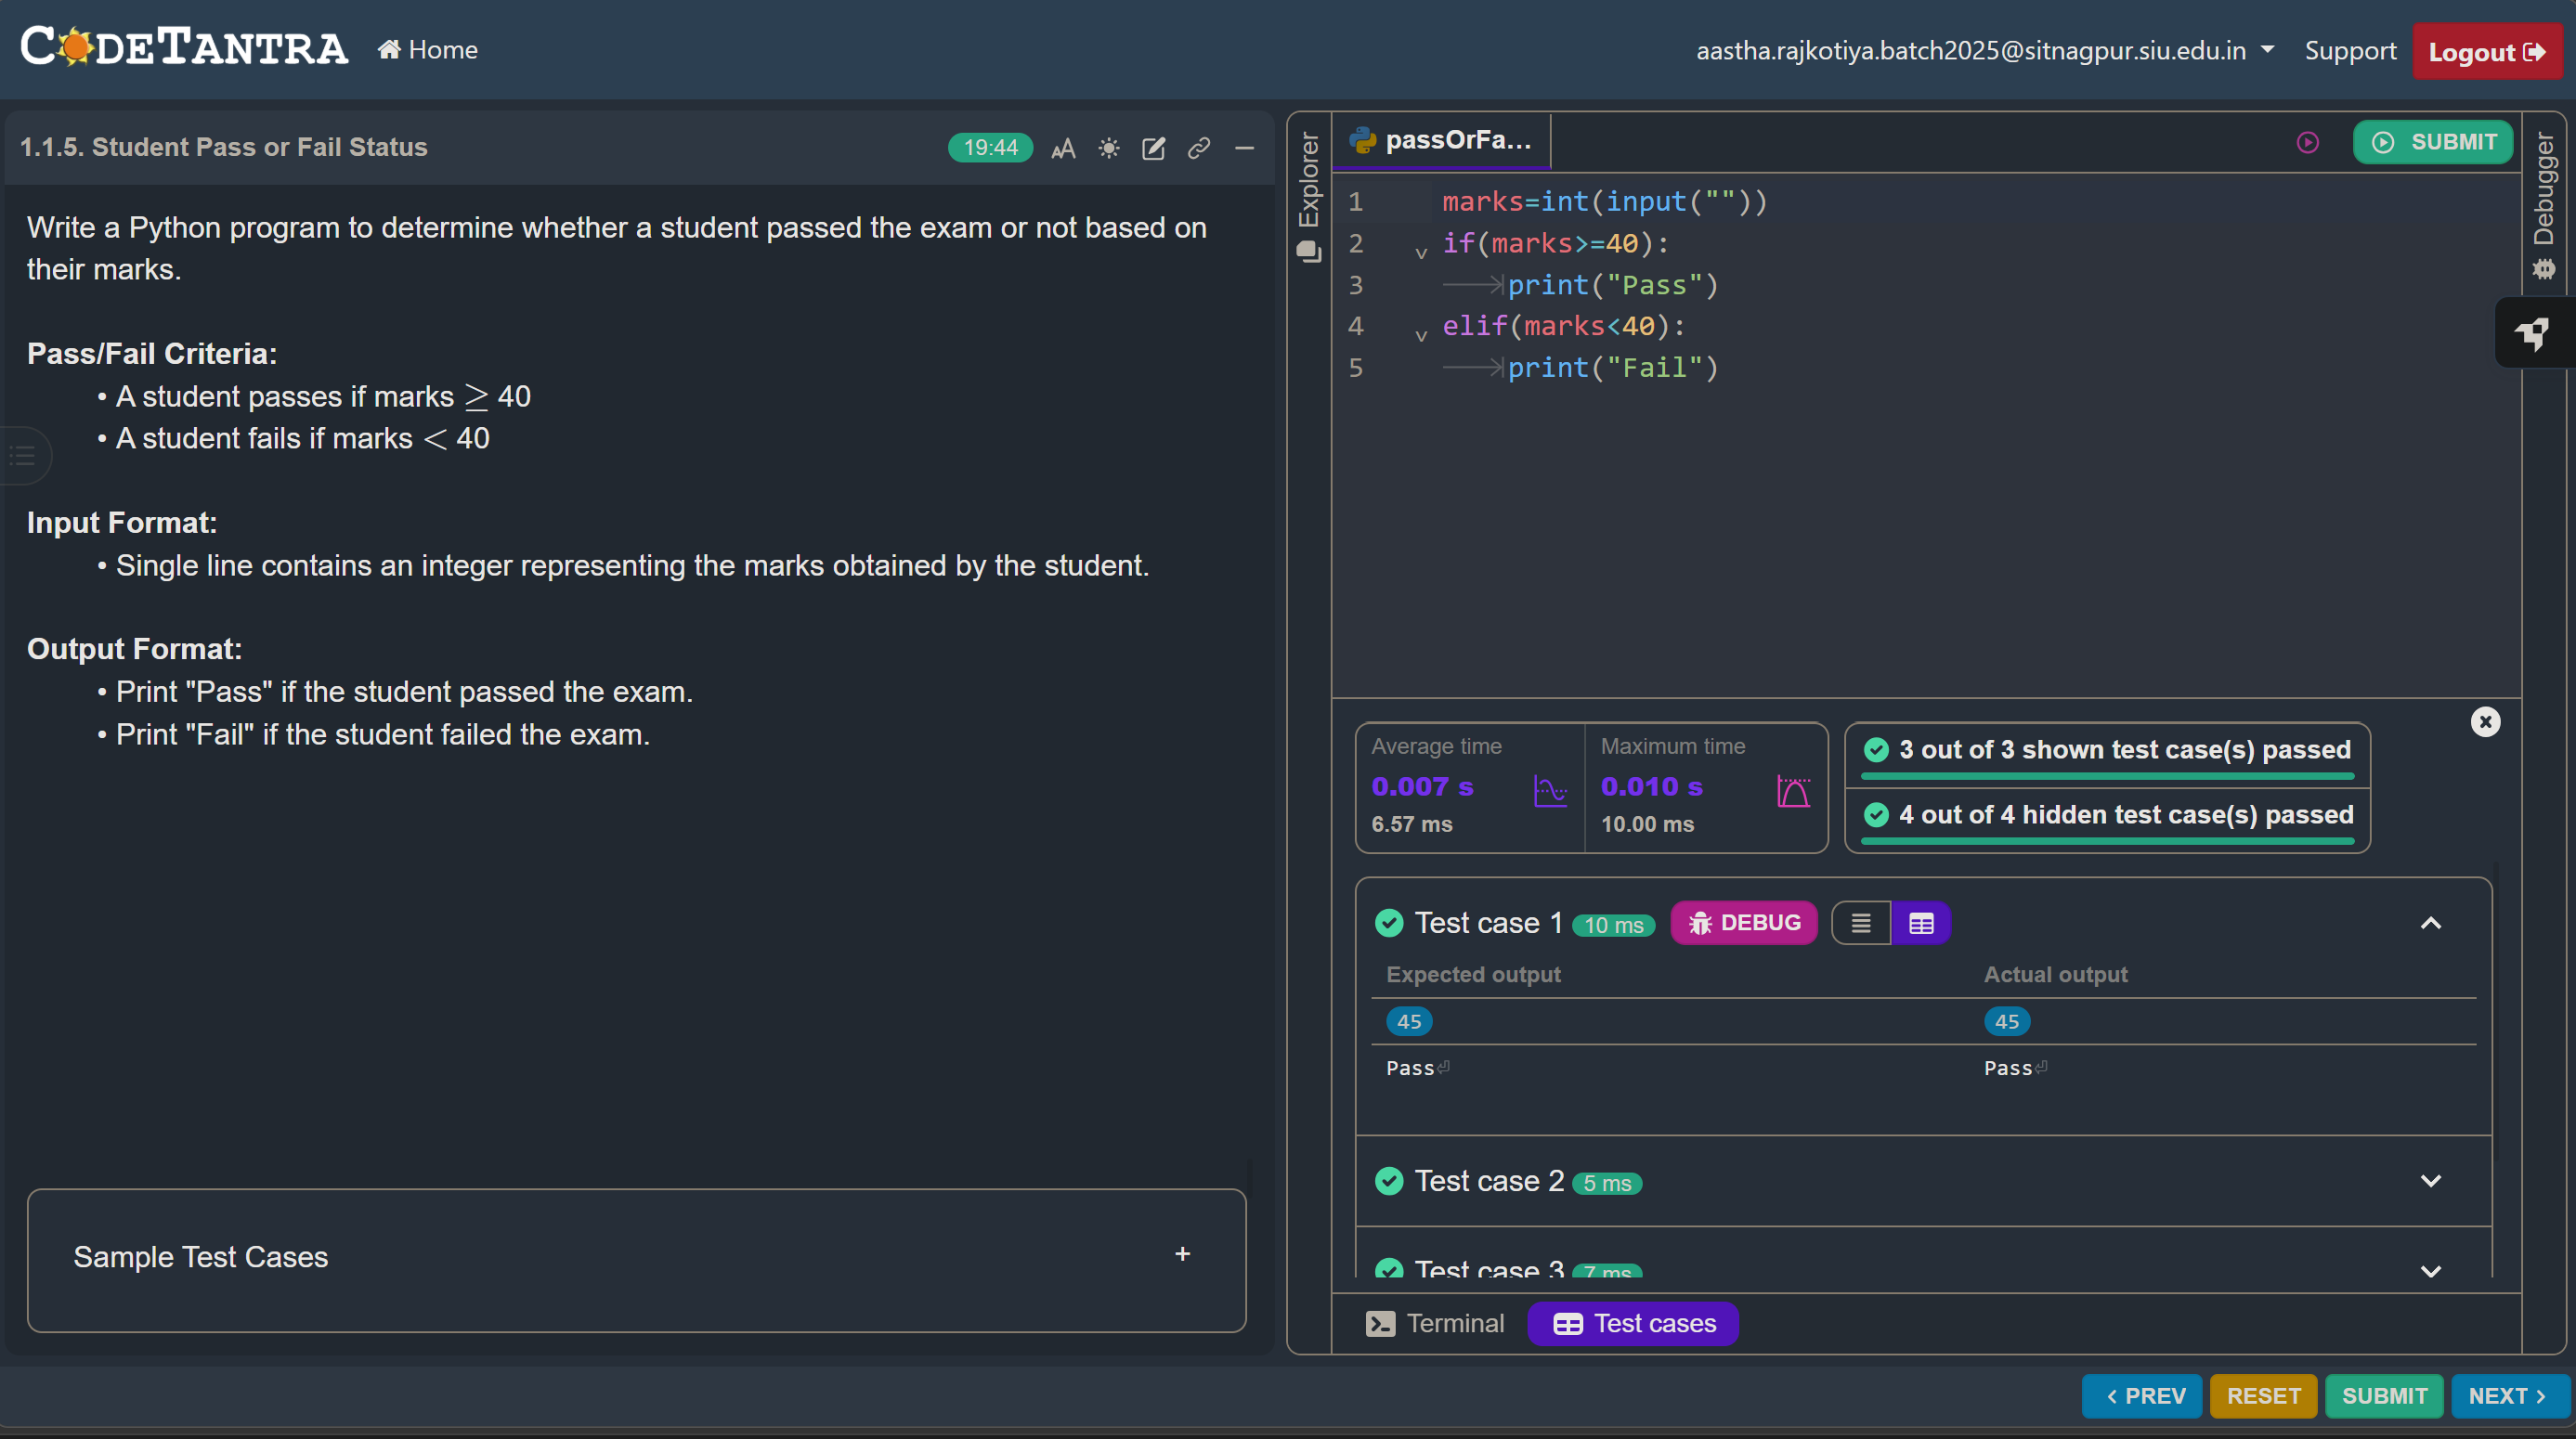 CODETANTRA Home aastha.rajkotiya.batch2025@sitnagpur.siu.edu.in Support Logout
1.1.5. Student Pass or Fail Status 19:44 AA
Write a Python program to determine whether a student passed the exam or not based on
their marks.
Pass/Fail Criteria:
• A student passes if marks ≥ 40
• A student fails if marks < 40
Input Format:
• Single line contains an integer representing the marks obtained by the student.
Output Format:
• Print "Pass" if the student passed the exam.
• Print "Fail" if the student failed the exam.
Sample Test Cases +
Explorer
passOrFa... SUBMIT
Debugger
1 marks=int(input(""))
2 if(marks>=40):
3 print("Pass")
4 elif(marks<40):
5 print("Fail")
Average time
0.007 s
6.57 ms
Maximum time
0.010 s
10.00 ms
3 out of 3 shown test case(s) passed
4 out of 4 hidden test case(s) passed
Test case 1 10 ms DEBUG
Expected output Actual output
45 45
Pass Pass
Test case 2 5 ms
Test case 3 7 ms
Terminal Test cases
< PREV RESET SUBMIT NEXT >